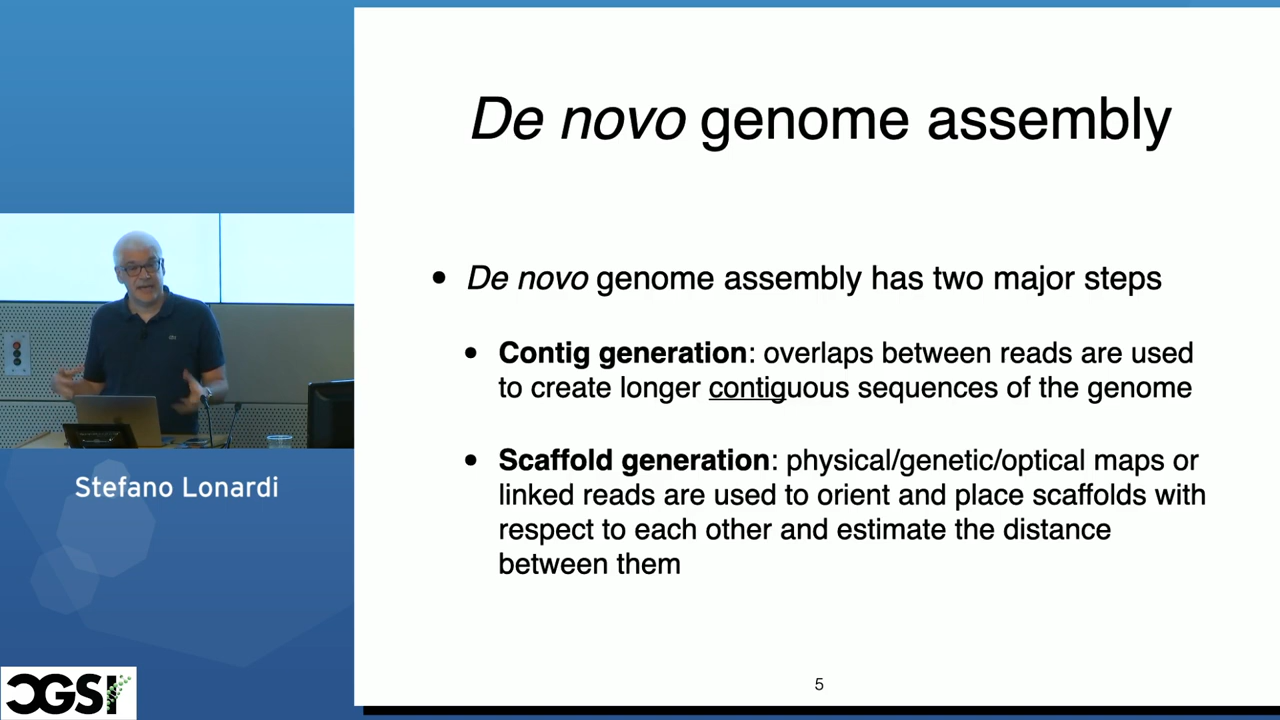 De novo genome assembly
• De novo genome assembly has two major steps
• Contig generation: overlaps between reads are used
to create longer contiguous sequences of the genome
• Scaffold generation: physical/genetic/optical maps or
linked reads are used to orient and place scaffolds with
respect to each other and estimate the distance
between them
5
Stefano Lonardi
CGSI